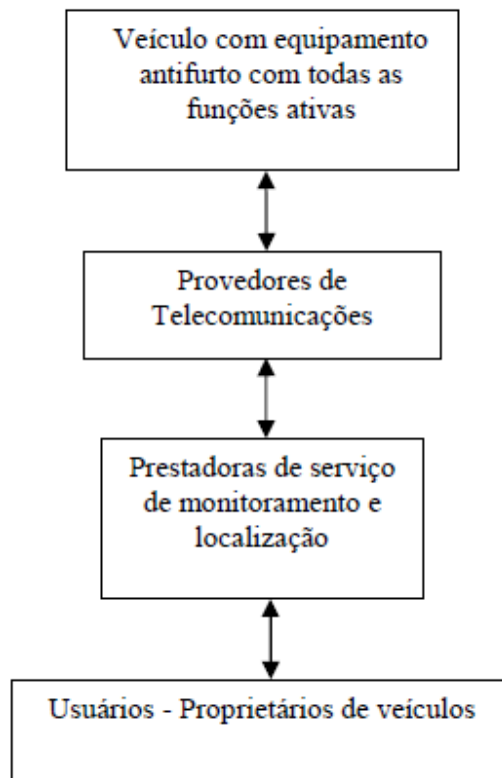 Veículo com equipamento
antifurto com todas as
funções ativas
Provedores de
Telecomunicações
Prestadoras de serviço
de monitoramento e
localização
Usuários - Proprietários de veículos